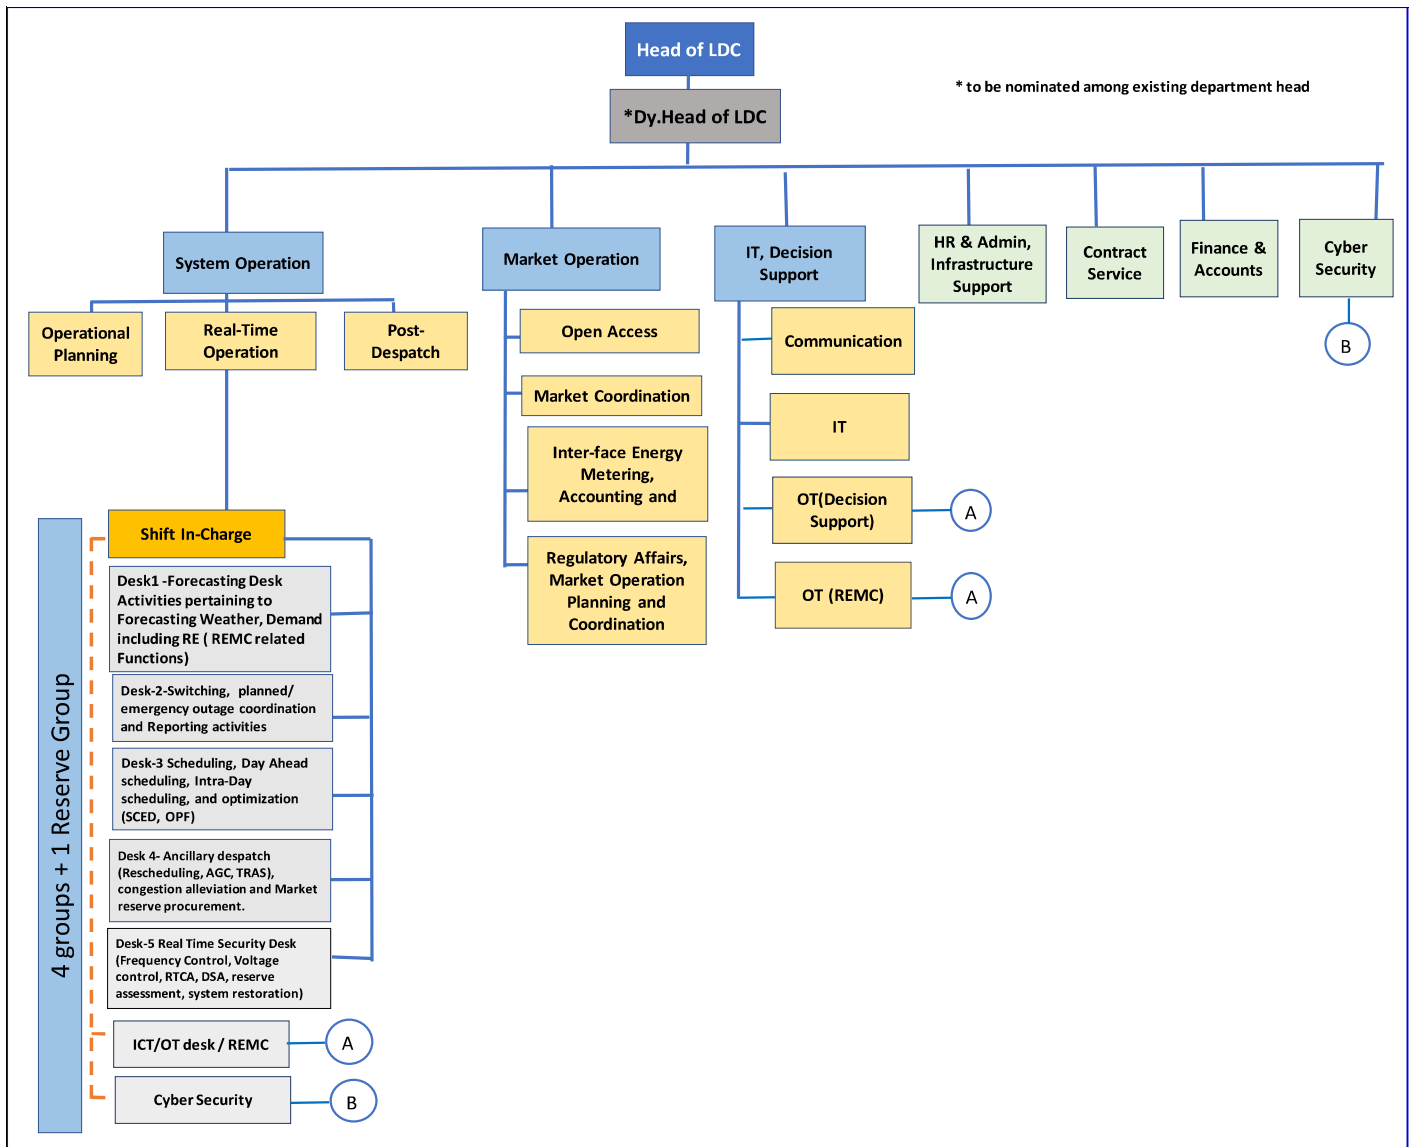 Head of LDC
* to be nominated among existing department head
*Dy.Head of LDC
System Operation
Market Operation
IT, Decision
Support
HR & Admin,
Infrastructure
Support
Contract
Service
Finance &
Accounts
Cyber
Security
B
Operational
Planning
Real-Time
Operation
Post-
Despatch
Open Access
Market Coordination
Inter-face Energy
Metering,
Accounting and
Regulatory Affairs,
Market Operation
Planning and
Coordination
Communication
IT
OT(Decision
Support)
A
OT (REMC)
A
4 groups + 1 Reserve Group
Shift In-Charge
Desk1 -Forecasting Desk
Activities pertaining to
Forecasting Weather, Demand
including RE ( REMC related
Functions)
Desk-2-Switching, planned/
emergency outage coordination
and Reporting activities
Desk-3 Scheduling, Day Ahead
scheduling, Intra-Day
scheduling, and optimization
(SCED, OPF)
Desk 4- Ancillary despatch
(Rescheduling, AGC, TRAS),
congestion alleviation and Market
reserve procurement.
Desk-5 Real Time Security Desk
(Frequency Control, Voltage
control, RTCA, DSA, reserve
assessment, system restoration)
ICT/OT desk / REMC
A
Cyber Security
B